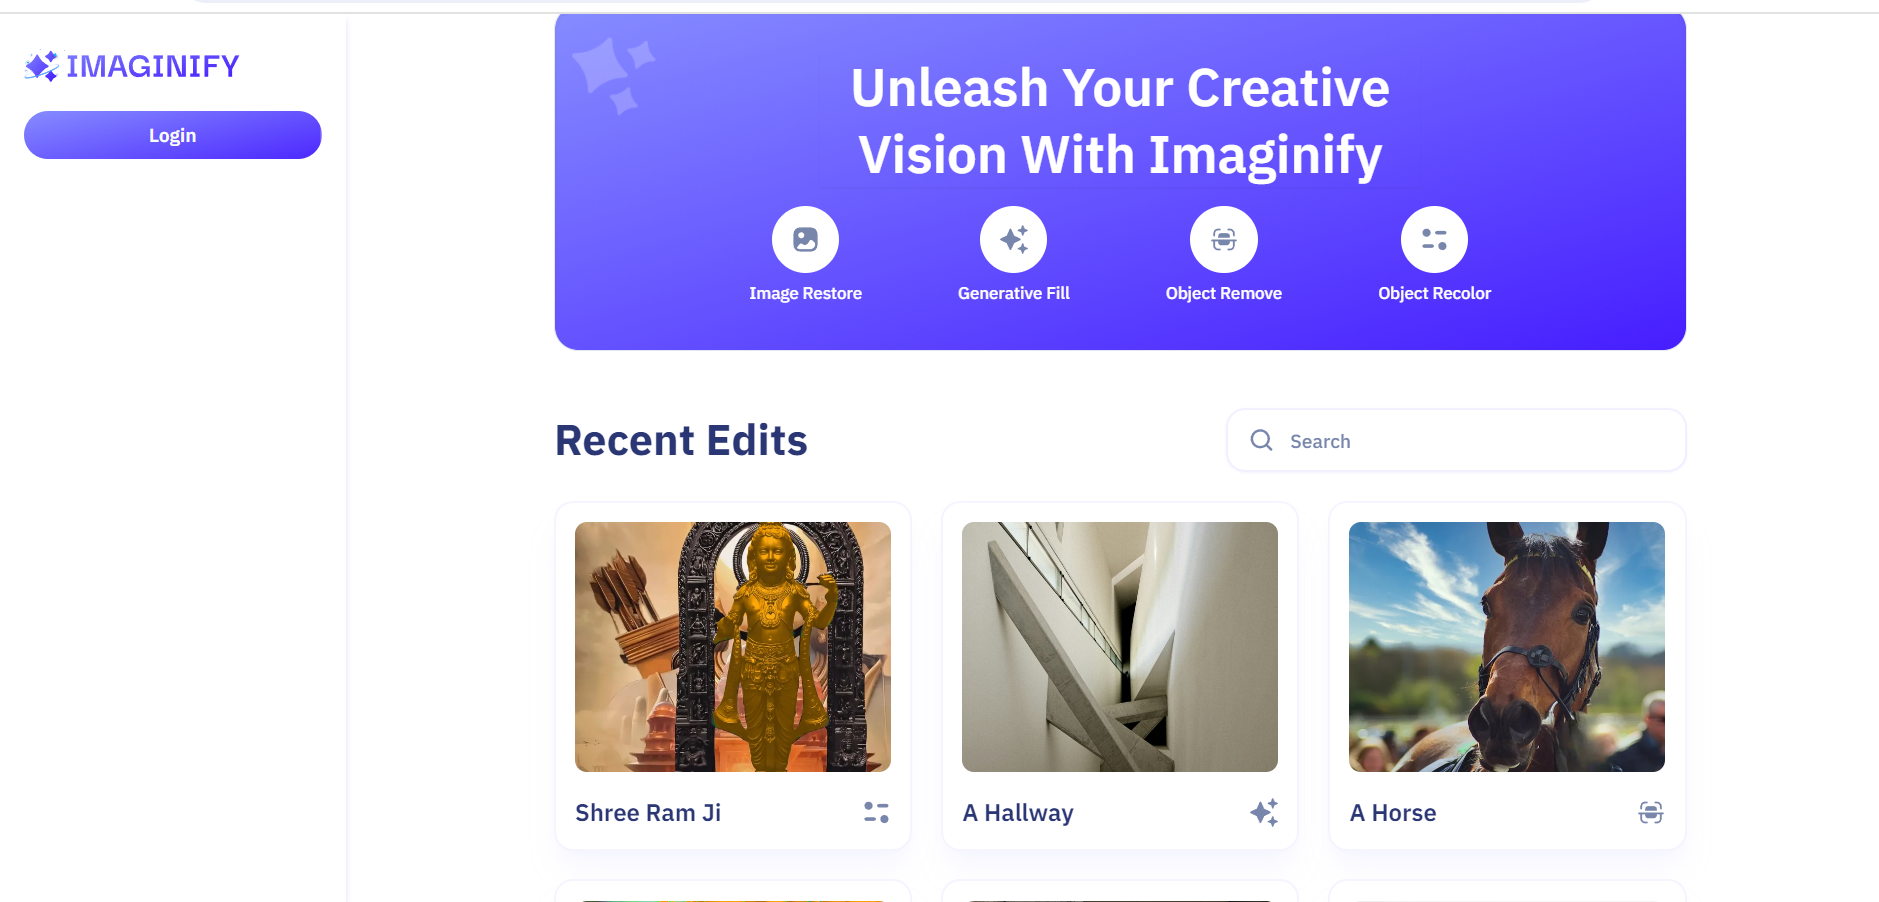 IMAGINIFY
Login
Unleash Your Creative
Vision With Imaginify
Image Restore
Generative Fill
Object Remove
Object Recolor
Recent Edits
Search
Shree Ram Ji
A Hallway
A Horse